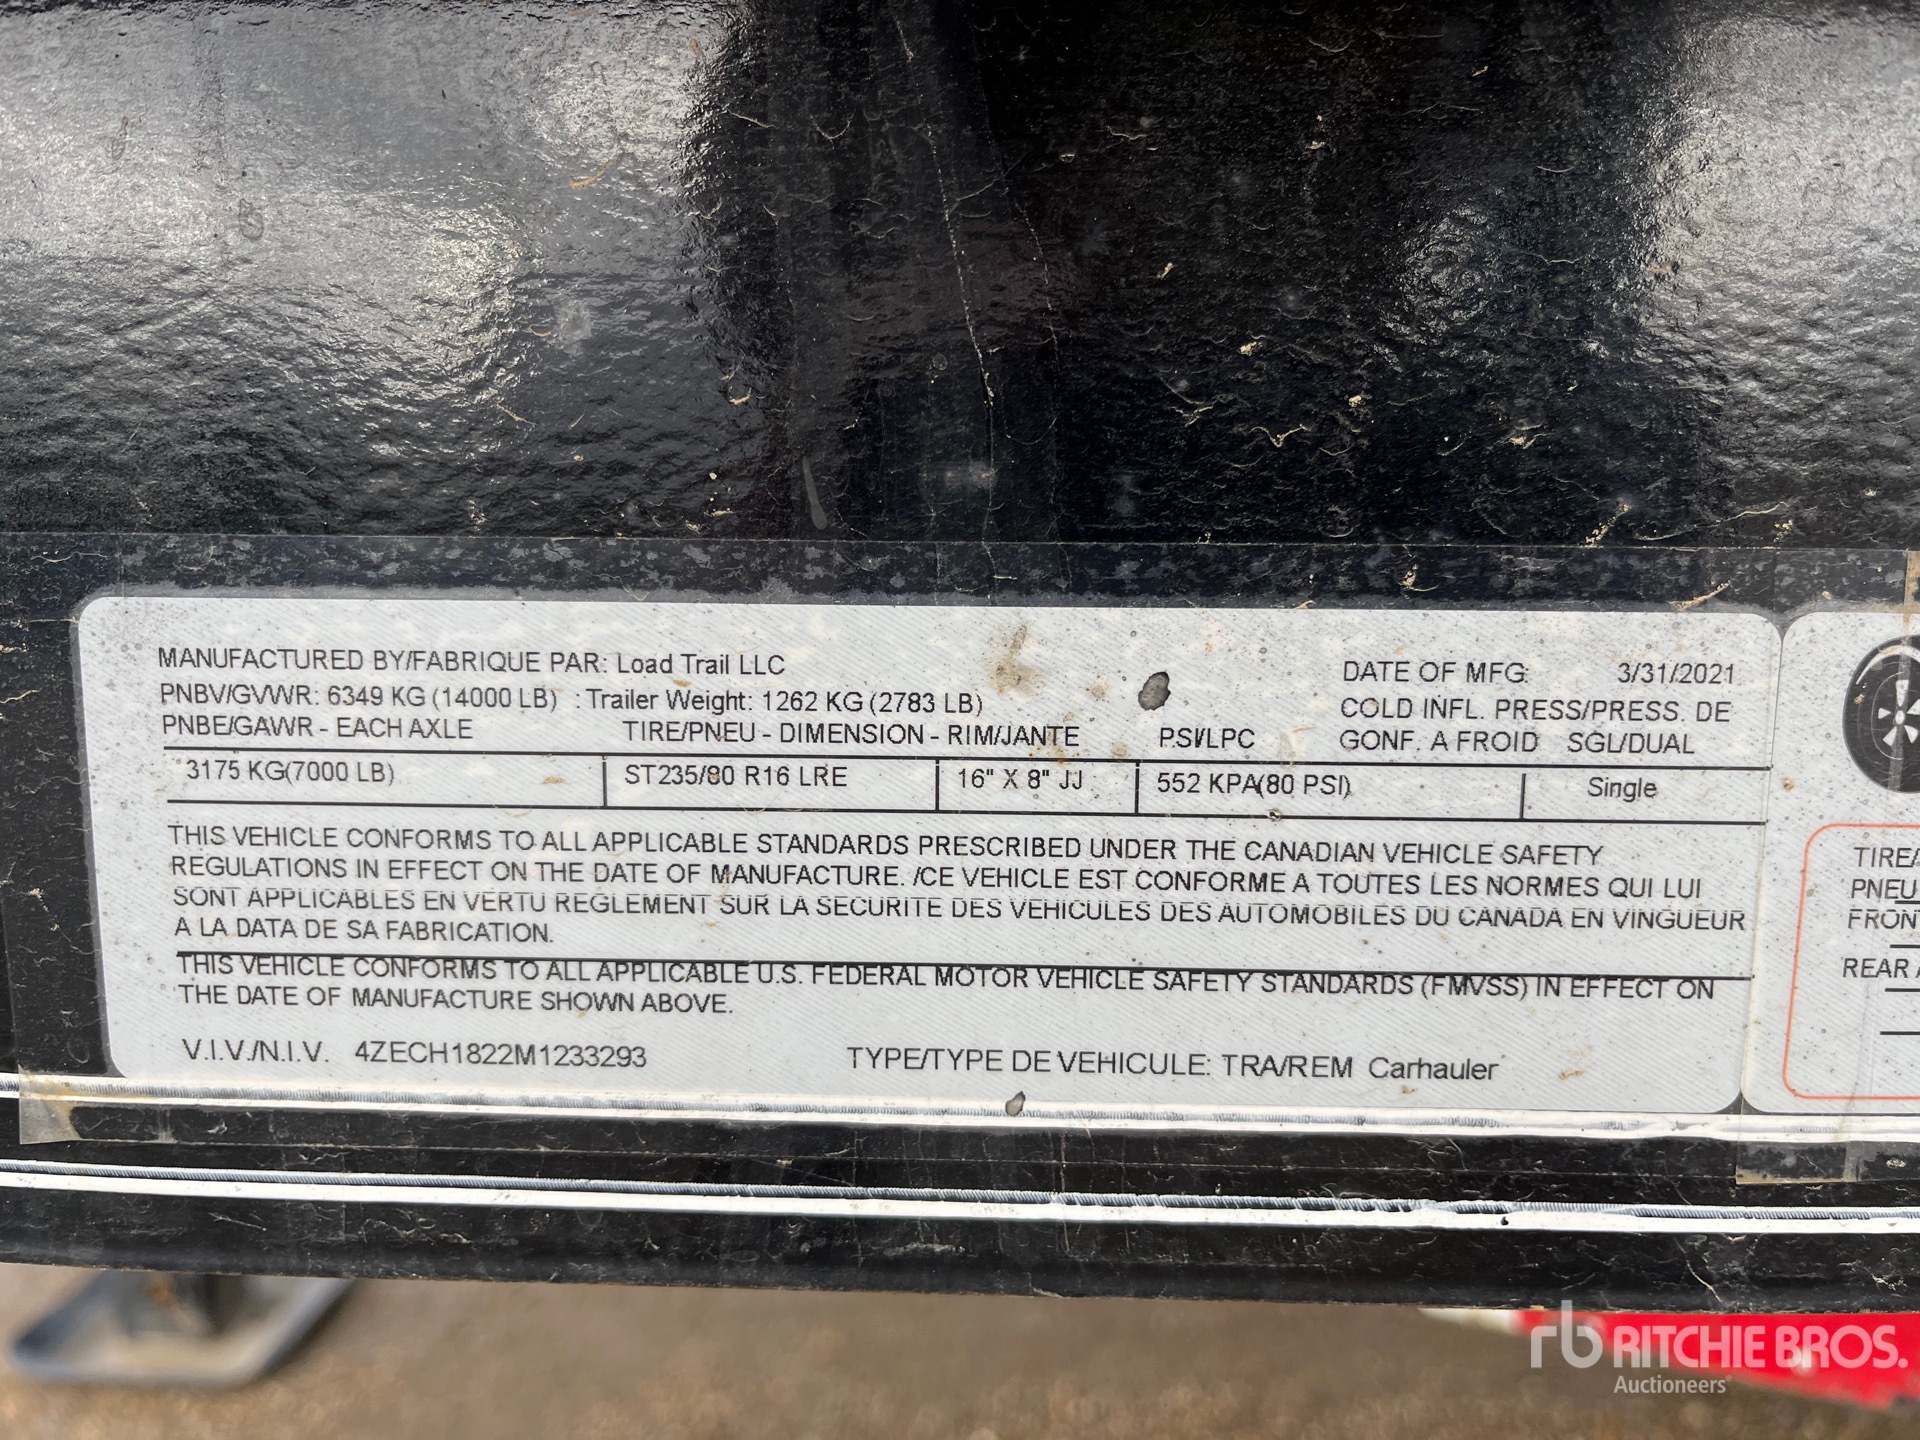 MANUFACTURED BY/FABRIQUE PAR: Load Trail LLC DATE OF MFG: 3/31/2021
PNBV/GVWR: 6349 KG (14000 LB) : Trailer Weight: 1262 KG (2783 LB) COLD INFL. PRESS/PRESS. DE
PNBE/GAWR - EACH AXLE TIRE/PNEU - DIMENSION - RIM/JANTE PSI/LPC GONF. A FROID SGL/DUAL
3175 KG(7000 LB) ST235/80 R16 LRE 16" X 8" JJ 552 KPA(80 PSI) Single
THIS VEHICLE CONFORMS TO ALL APPLICABLE STANDARDS PRESCRIBED UNDER THE CANADIAN VEHICLE SAFETY
REGULATIONS IN EFFECT ON THE DATE OF MANUFACTURE. /CE VEHICLE EST CONFORME A TOUTES LES NORMES QUI LUI
SONT APPLICABLES EN VERTU REGLEMENT SUR LA SECURITE DES VEHICULES DES AUTOMOBILES DU CANADA EN VINGUEUR
A LA DATA DE SA FABRICATION.
THIS VEHICLE CONFORMS TO ALL APPLICABLE U.S. FEDERAL MOTOR VEHICLE SAFETY STANDARDS (FMVSS) IN EFFECT ON
THE DATE OF MANUFACTURE SHOWN ABOVE.
V.I.V./N.I.V. 4ZECH1822M1233293 TYPE/TYPE DE VEHICULE: TRA/REM Carhauler
TIRE/
PNEU
FRONT
REAR
rb RITCHIE BROS.
Auctioneers